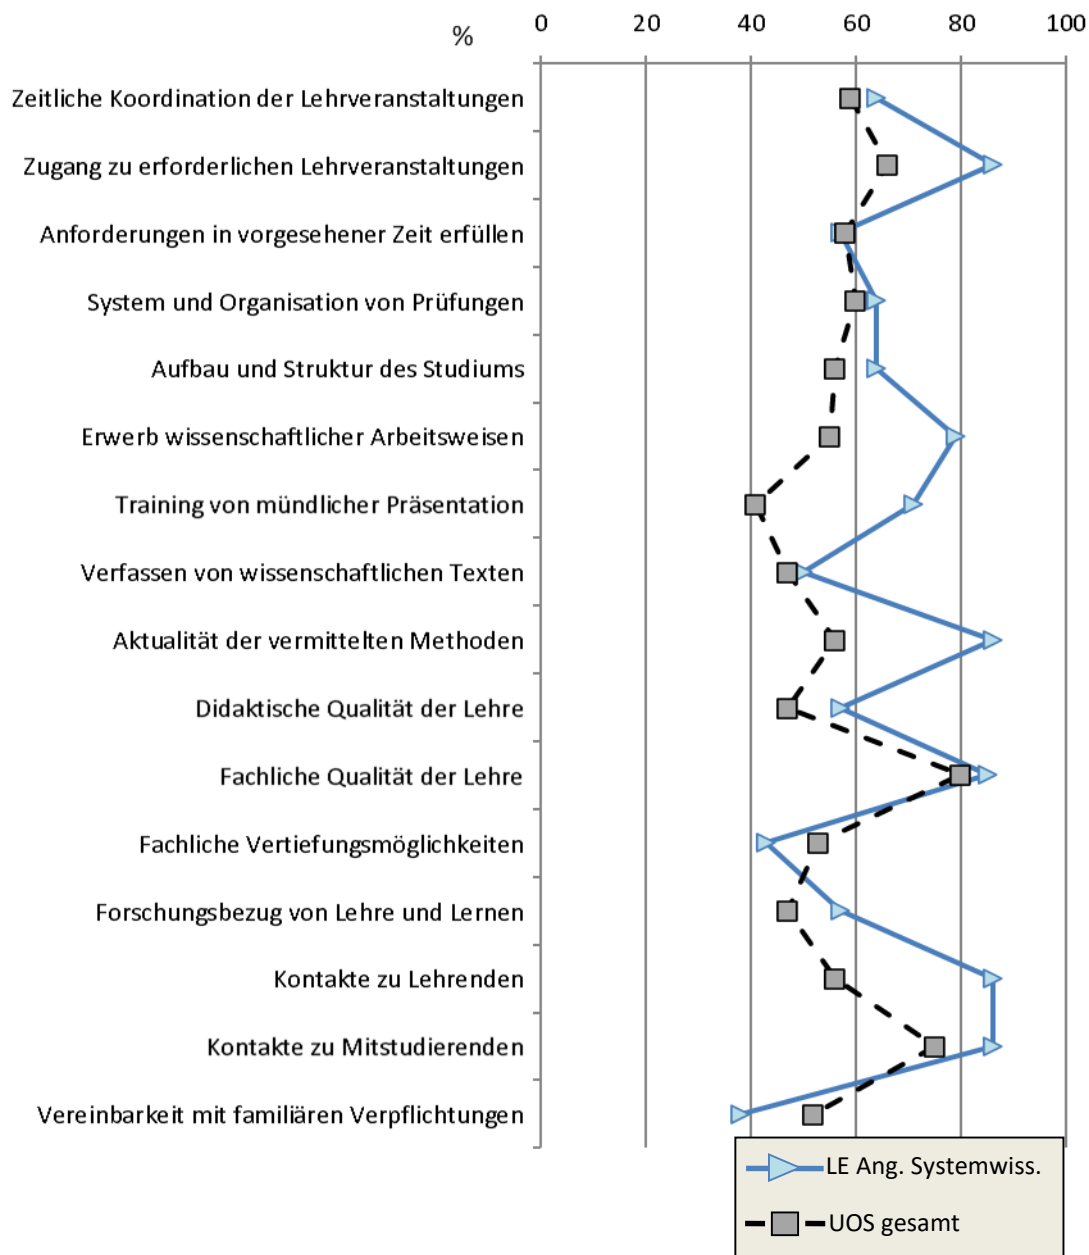 % 0 20 40 60 80 100
Zeitliche Koordination der Lehrveranstaltungen
Zugang zu erforderlichen Lehrveranstaltungen
Anforderungen in vorgesehener Zeit erfüllen
System und Organisation von Prüfungen
Aufbau und Struktur des Studiums
Erwerb wissenschaftlicher Arbeitsweisen
Training von mündlicher Präsentation
Verfassen von wissenschaftlichen Texten
Aktualität der vermittelten Methoden
Didaktische Qualität der Lehre
Fachliche Qualität der Lehre
Fachliche Vertiefungsmöglichkeiten
Forschungsbezug von Lehre und Lernen
Kontakte zu Lehrenden
Kontakte zu Mitstudierenden
Vereinbarkeit mit familiären Verpflichtungen
LE Ang. Systemwiss.
UOS gesamt